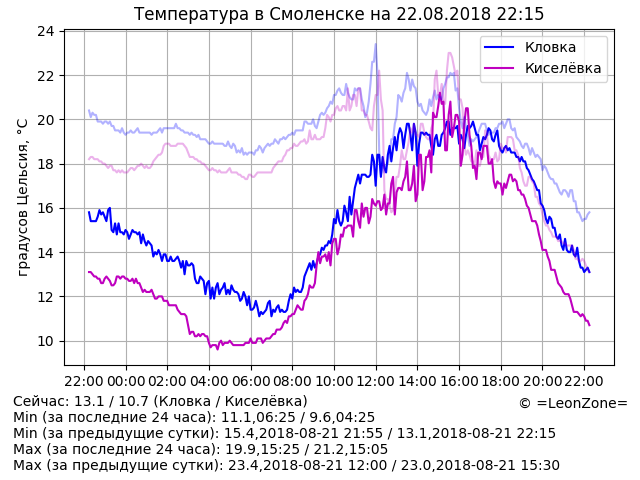 Температура в Смоленске на 22.08.2018 22:15
градусов Цельсия, °C
24
22
20
18
16
14
12
10
Кловка
Киселёвка
22:00 00:00 02:00 04:00 06:00 08:00 10:00 12:00 14:00 16:00 18:00 20:00 22:00
Сейчас: 13.1 / 10.7 (Кловка / Киселёвка)
© =LeonZone=
Min (за последние 24 часа): 11.1,06:25 / 9.6,04:25
Min (за предыдущие сутки): 15.4,2018-08-21 21:55 / 13.1,2018-08-21 22:15
Max (за последние 24 часа): 19.9,15:25 / 21.2,15:05
Max (за предыдущие сутки): 23.4,2018-08-21 12:00 / 23.0,2018-08-21 15:30